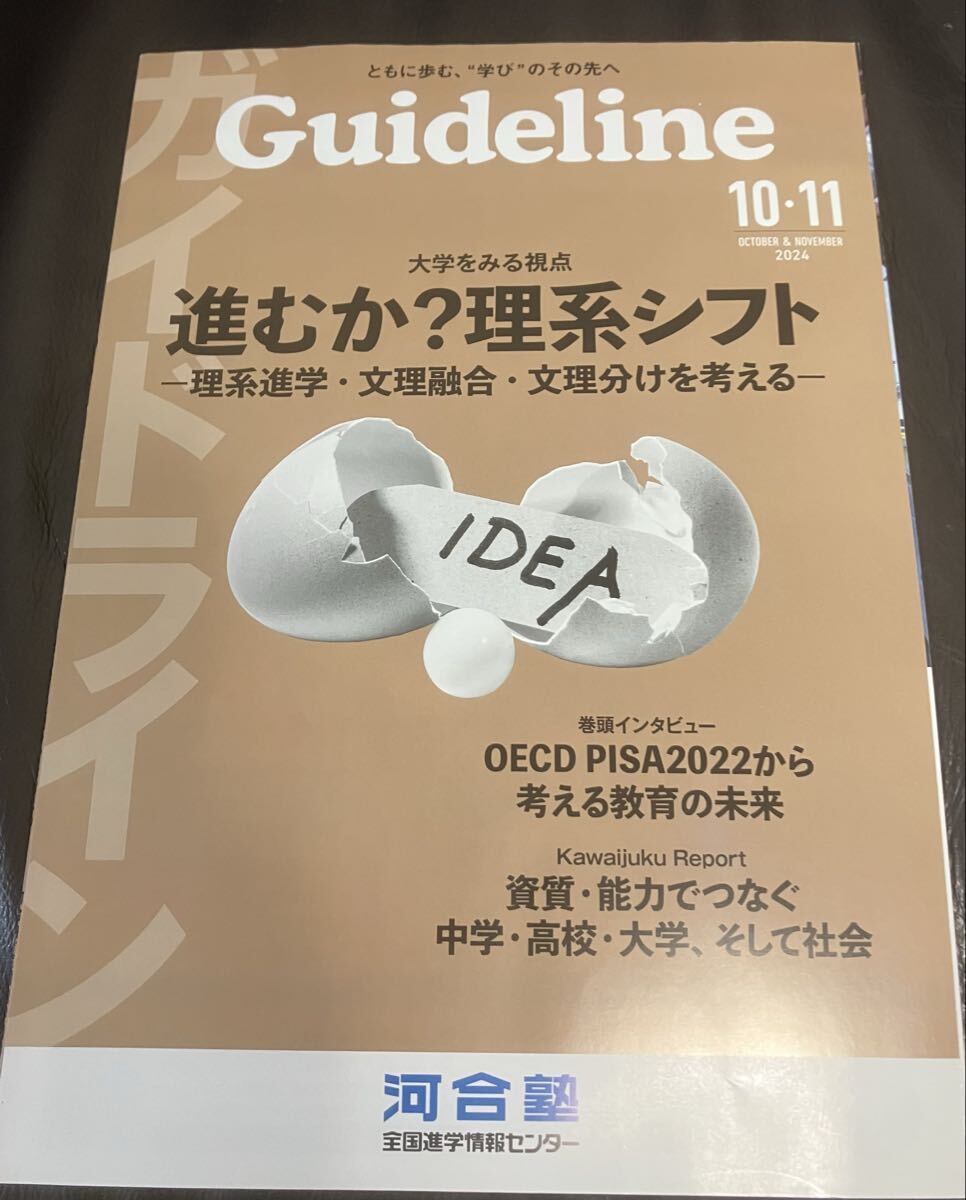 ともに歩む、“学び”のその先へ
Guideline
ガイドライン
10・11
OCTOBER & NOVEMBER
2024
大学をみる視点
進むか?理系シフト
―理系進学・文理融合・文理分けを考える―
IDEA
巻頭インタビュー
OECD PISA2022から
考える教育の未来
Kawaijuku Report
資質・能力でつなぐ
中学・高校・大学、そして社会
河合塾
全国進学情報センター